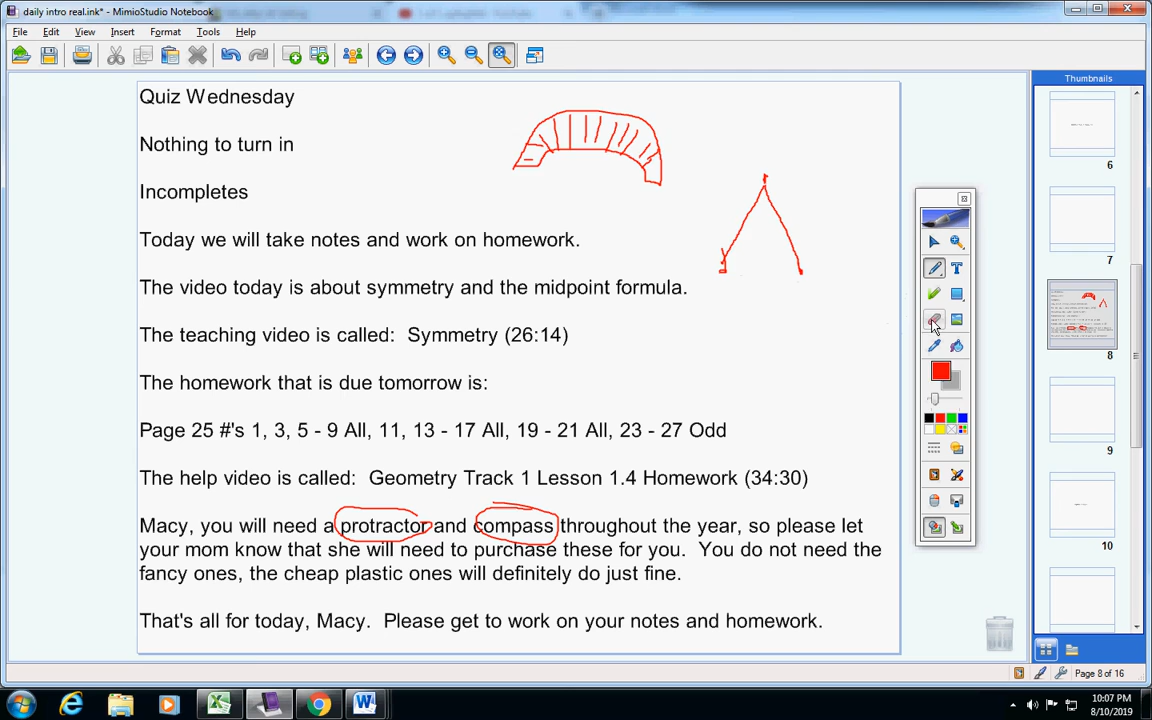 daily intro real.ink* - MimioStudio Notebook
File Edit View Insert Format Tools Help
Quiz Wednesday
Nothing to turn in
Incompletes
Today we will take notes and work on homework.
The video today is about symmetry and the midpoint formula.
The teaching video is called:  Symmetry (26:14)
The homework that is due tomorrow is:
Page 25 #'s 1, 3, 5 - 9 All, 11, 13 - 17 All, 19 - 21 All, 23 - 27 Odd
The help video is called:  Geometry Track 1 Lesson 1.4 Homework (34:30)
Macy, you will need a protractor and compass throughout the year, so please let
your mom know that she will need to purchase these for you.  You do not need the
fancy ones, the cheap plastic ones will definitely do just fine.
That's all for today, Macy.  Please get to work on your notes and homework.
Thumbnails
6
7
8
9
10
Page 8 of 16
10:07 PM
8/10/2019